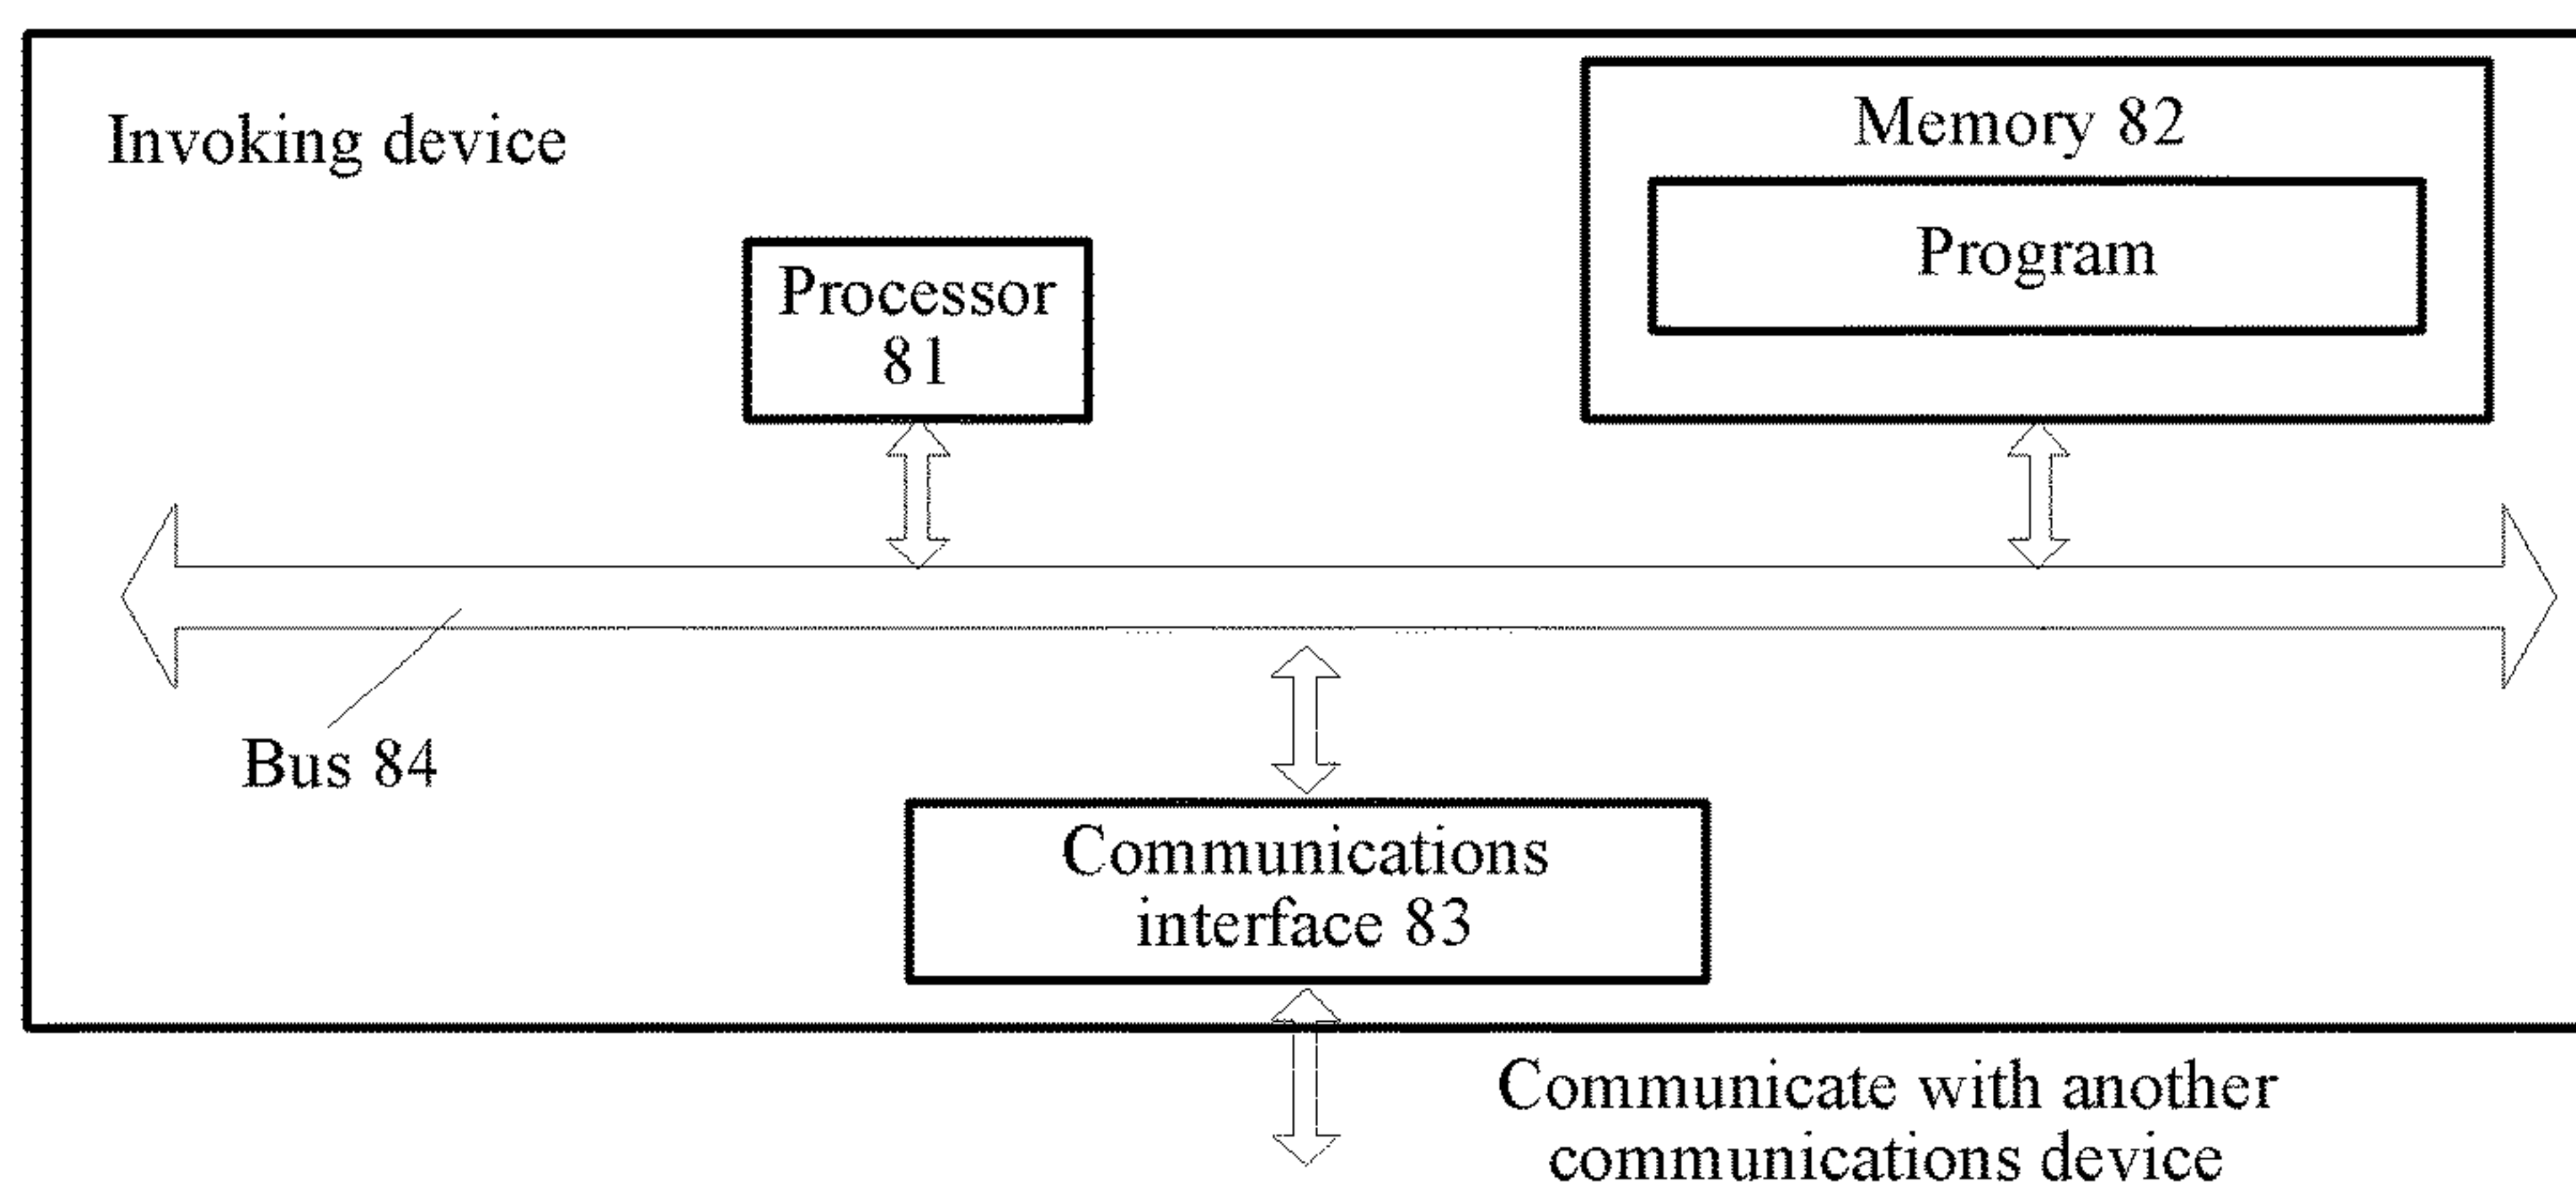 Invoking device
Memory 82
Program
Processor
81
Bus 84
Communications
interface 83
Communicate with another
communications device